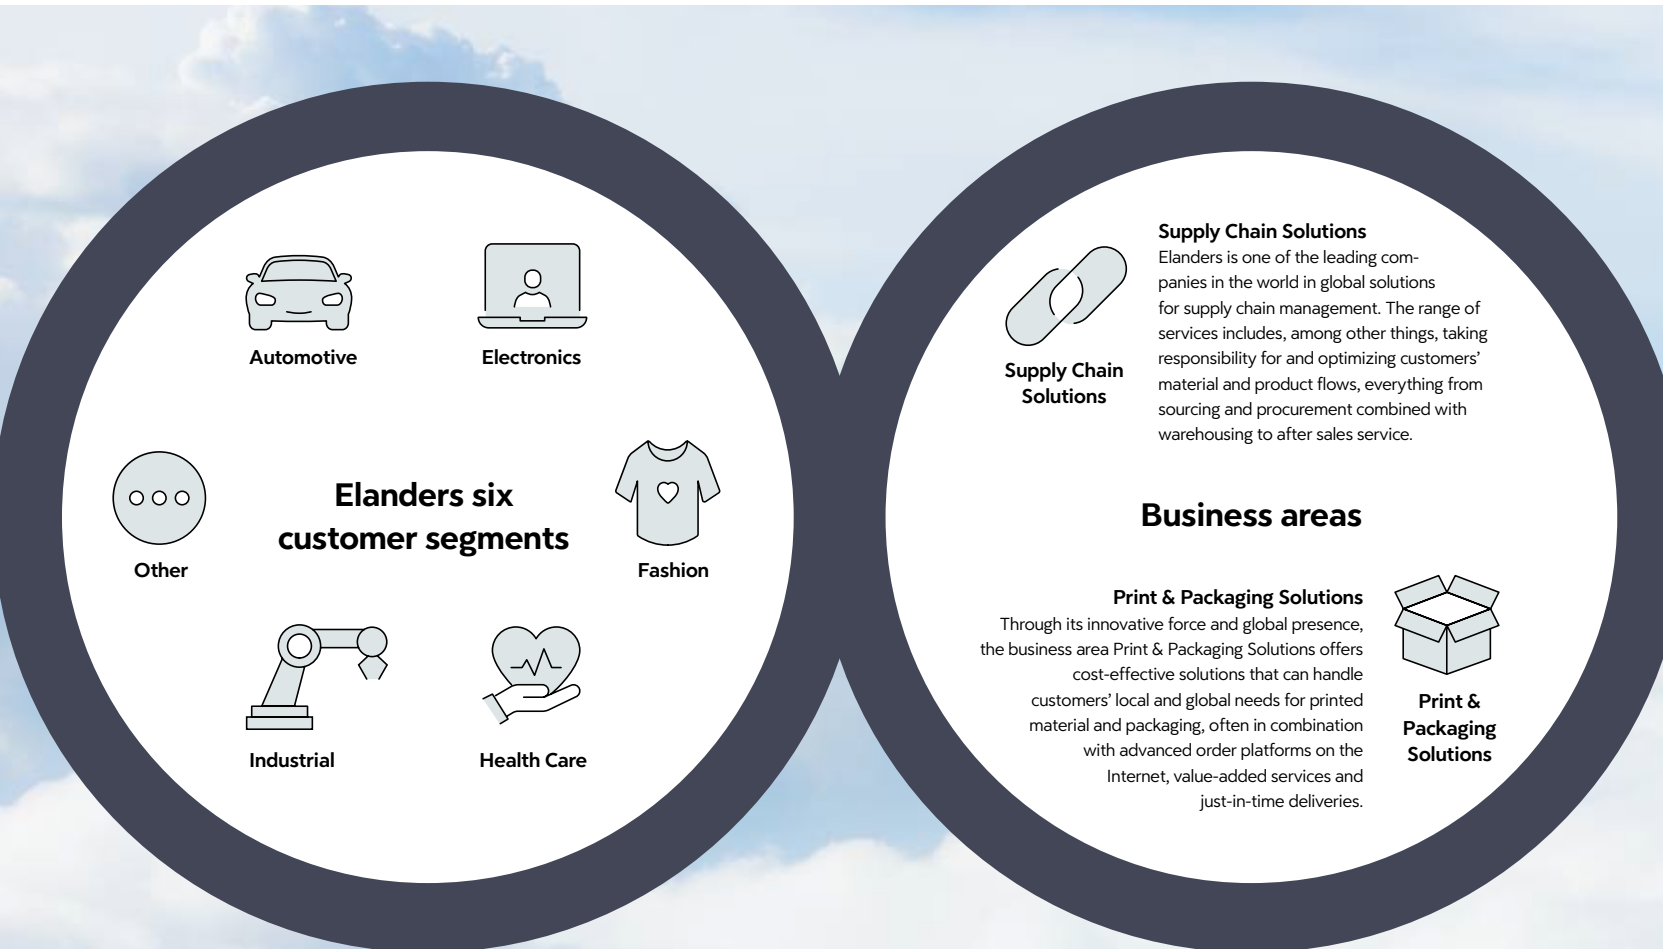 Automotive
Electronics
Other
Elanders six
customer segments
Fashion
Industrial
Health Care
Supply Chain
Solutions
Supply Chain Solutions
Elanders is one of the leading com-
panies in the world in global solutions
for supply chain management. The range of
services includes, among other things, taking
responsibility for and optimizing customers’
material and product flows, everything from
sourcing and procurement combined with
warehousing to after sales service.
Business areas
Print & Packaging Solutions
Through its innovative force and global presence,
the business area Print & Packaging Solutions offers
cost-effective solutions that can handle
customers’ local and global needs for printed
material and packaging, often in combination
with advanced order platforms on the
Internet, value-added services and
just-in-time deliveries.
Print &
Packaging
Solutions